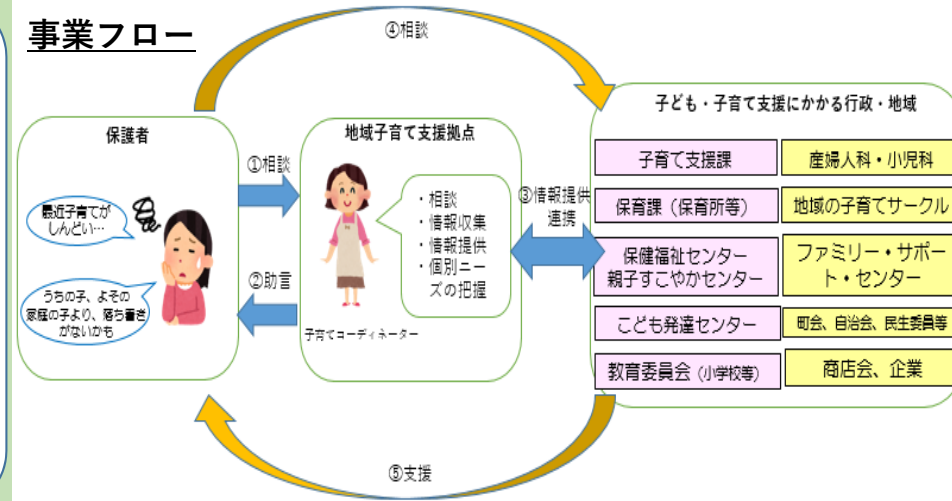 事業フロー
④相談
保護者
最近子育てが
しんどい…
うちの子、よその
家庭の子より、落ち書き
がないかも
①相談
②助言
地域子育て支援拠点
・相談
・情報収集
・情報提供
・個別ニー
ズの把握
子育てコーディネーター
③情報提供
連携
子ども・子育て支援にかかる行政・地域
子育て支援課
産婦人科・小児科
保育課（保育所等）
地域の子育てサークル
保健福祉センター
親子すこやかセンター
ファミリー・サポー
ト・センター
こども発達センター
町会、自治会、民生委員等
教育委員会（小学校等）
商店会、企業
⑤支援